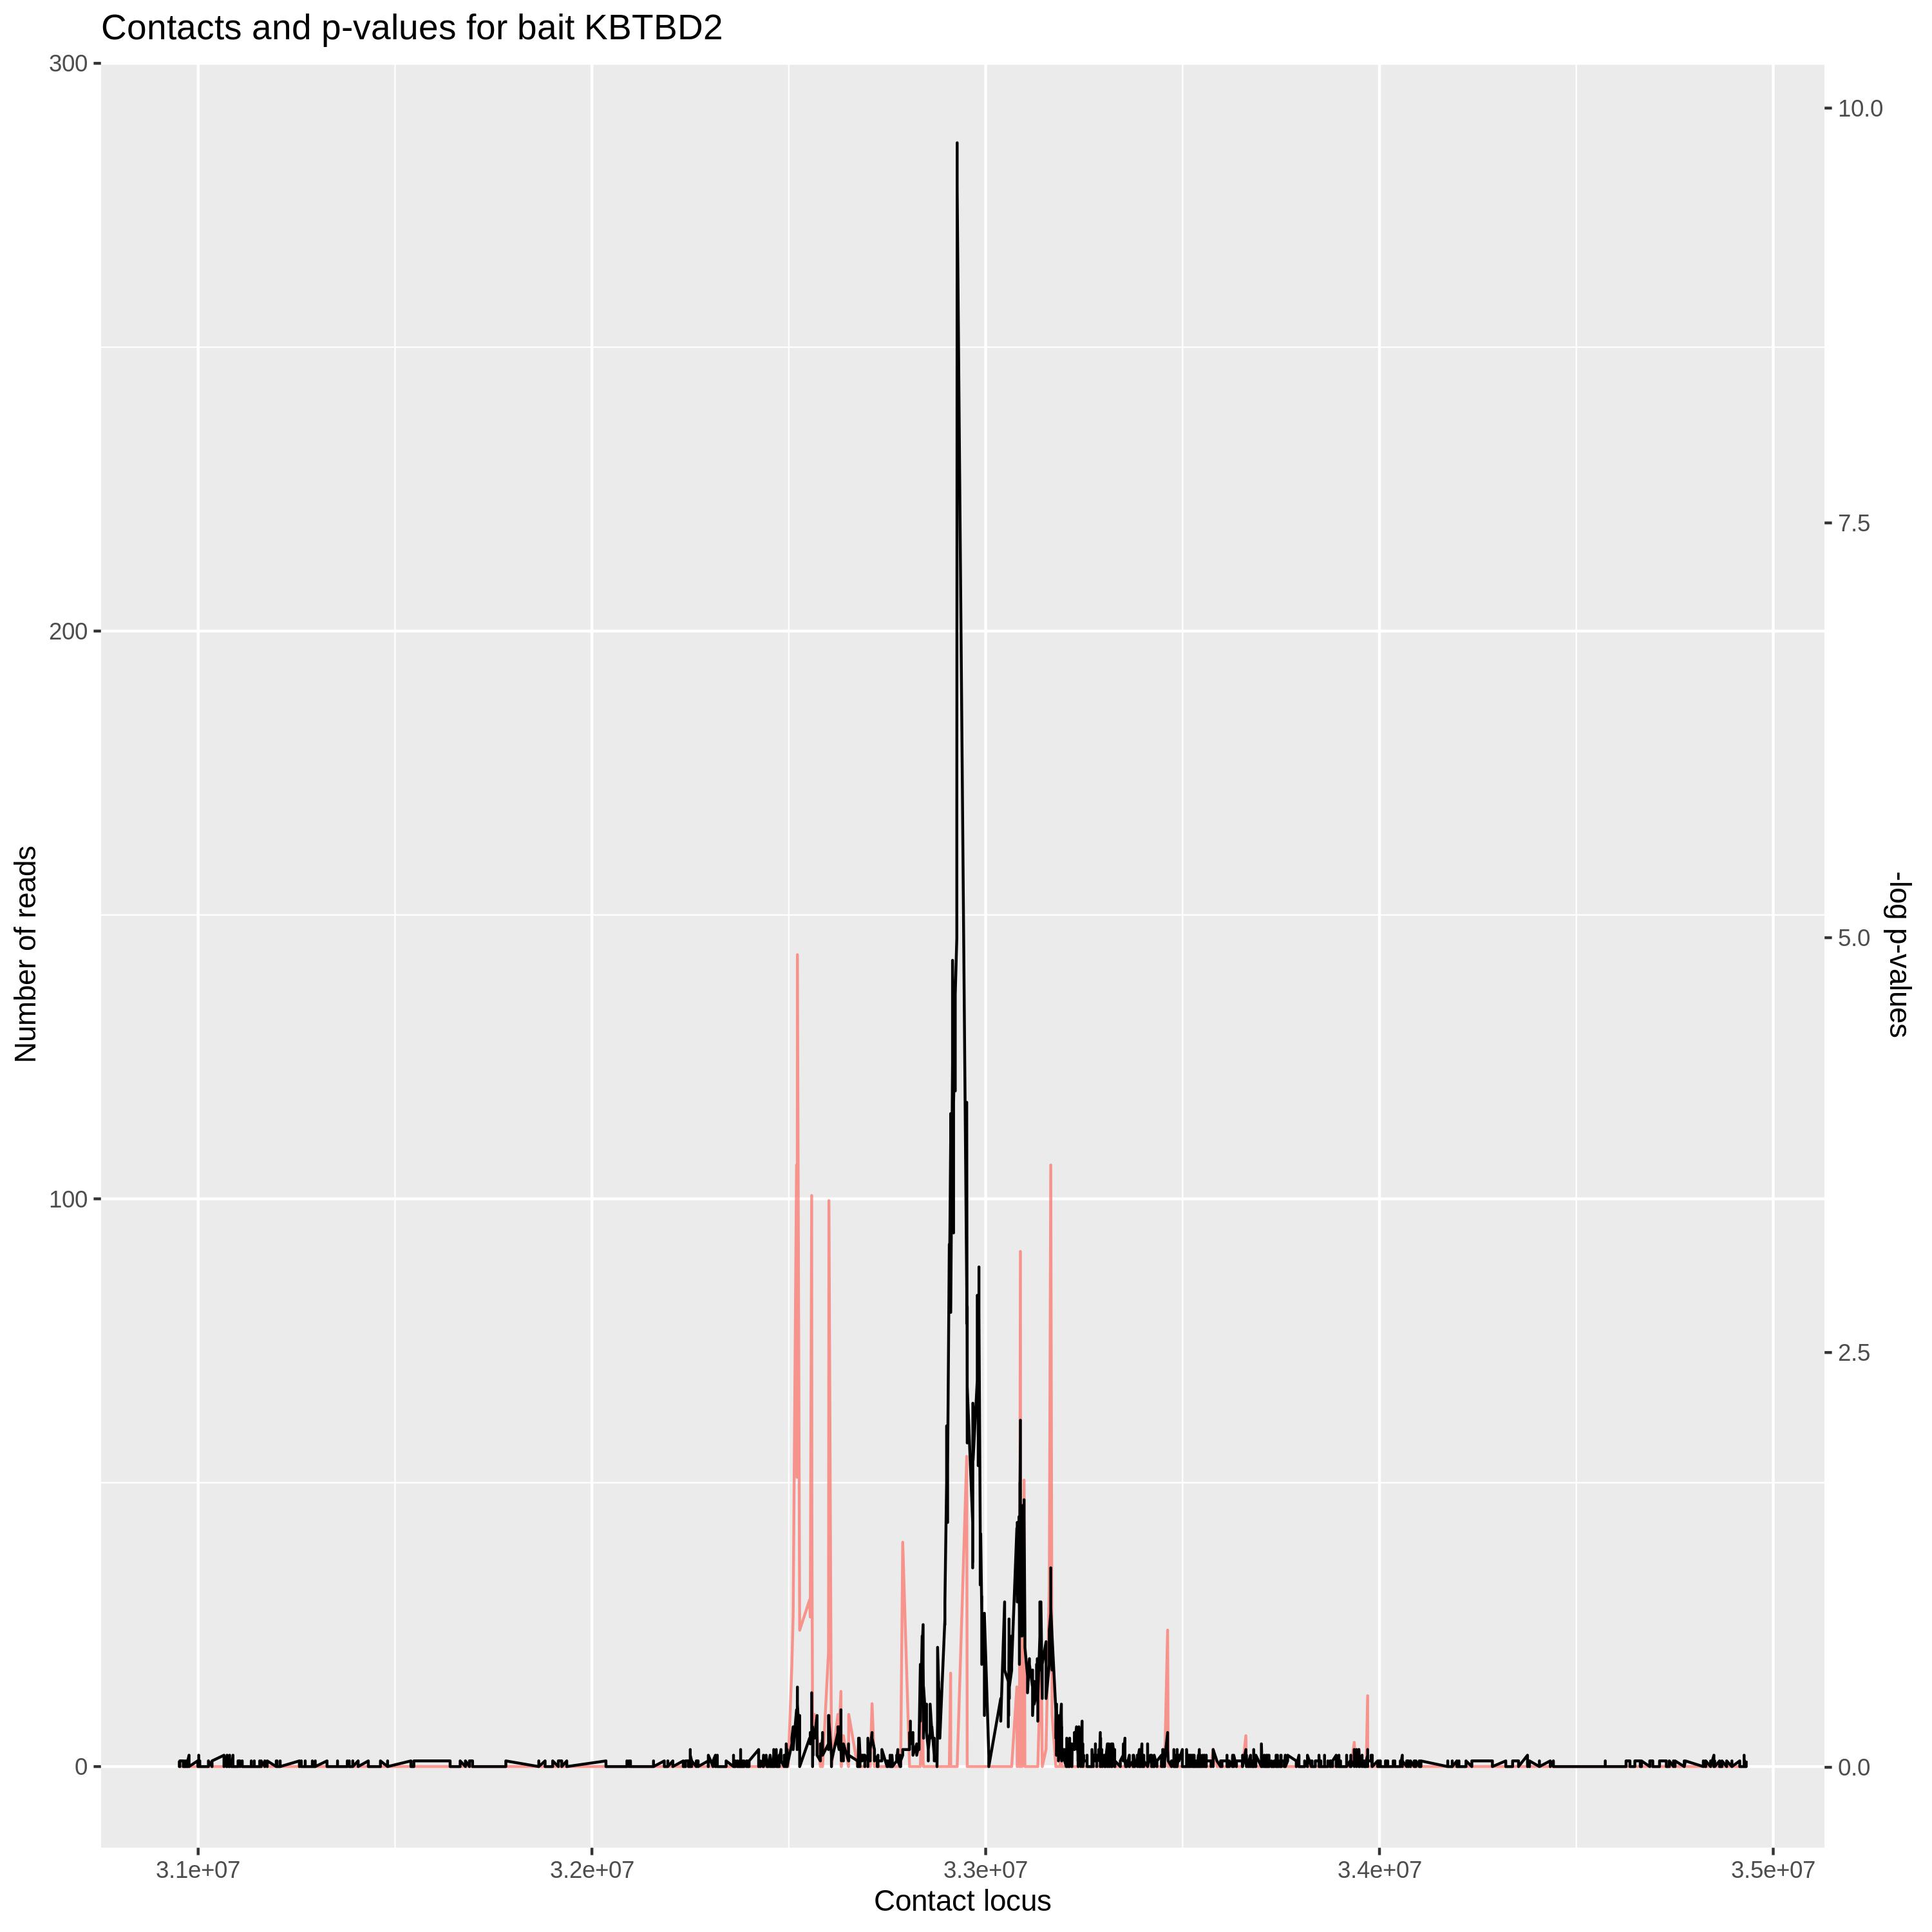 Contacts and p-values for bait KBTBD2
300
200
100
0
Number of reads
10.0
7.5
5.0
2.5
0.0
-log p-values
3.1e+07 3.2e+07 3.3e+07 3.4e+07 3.5e+07
Contact locus